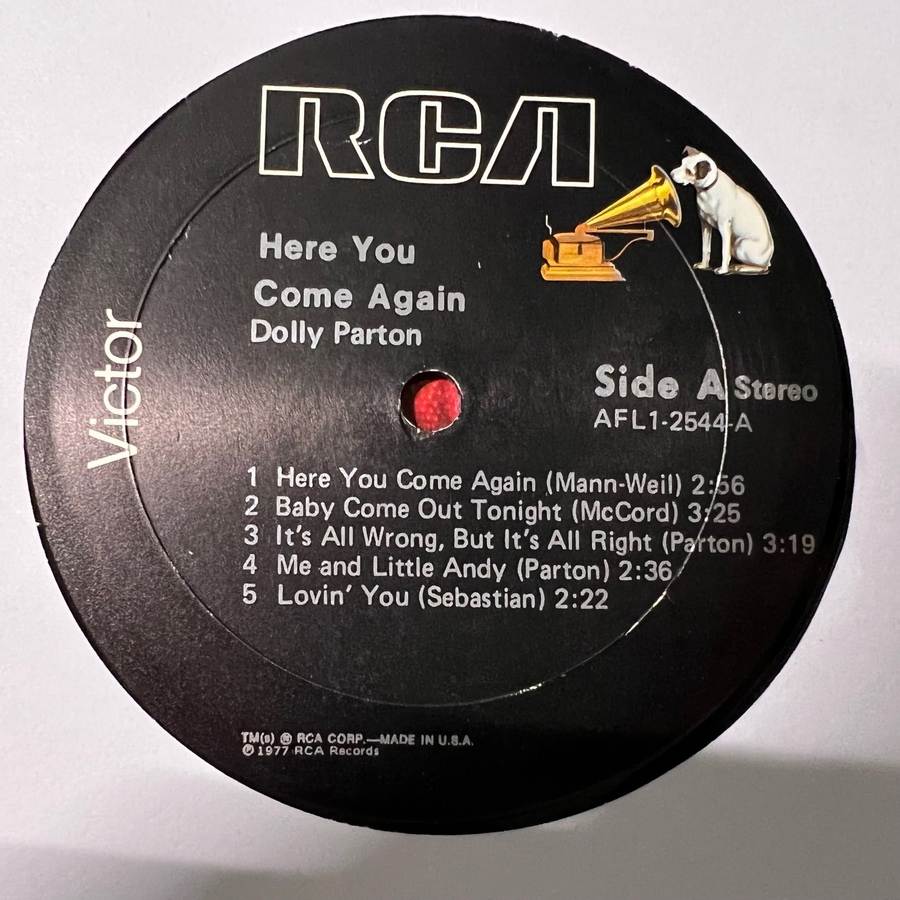 RCA
Here You
Come Again
Dolly Parton
Victor
Side A Stereo
AFL1-2544-A
1 Here You Come Again (Mann-Weil) 2:56
2 Baby Come Out Tonight (McCord) 3:25
3 It's All Wrong, But It's All Right (Parton) 3:19
4 Me and Little Andy (Parton) 2:36
5 Lovin' You (Sebastian) 2:22
TM(s) ® RCA CORP.—MADE IN U.S.A.
℗ 1977 RCA Records